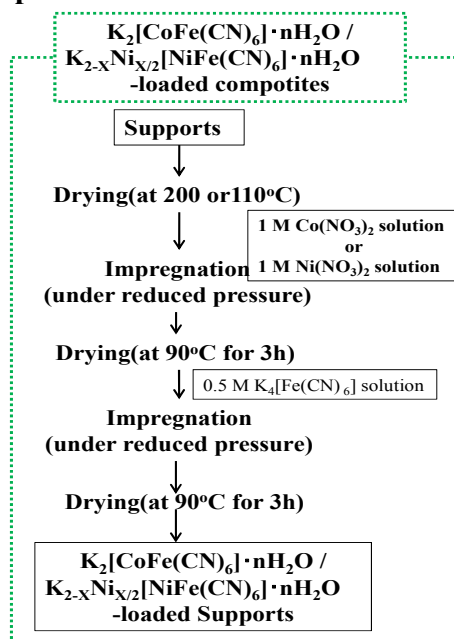 K2[CoFe(CN)6]·nH2O /
K2-XNiX/2[NiFe(CN)6]·nH2O
-loaded compotites
Supports
Drying(at 200 or110oC)
1 M Co(NO3)2 solution
or
1 M Ni(NO3)2 solution
Impregnation
(under reduced pressure)
Drying(at 90oC for 3h)
0.5 M K4[Fe(CN)6] solution
Impregnation
(under reduced pressure)
Drying(at 90oC for 3h)
K2[CoFe(CN)6]·nH2O /
K2-XNiX/2[NiFe(CN)6]·nH2O
-loaded Supports